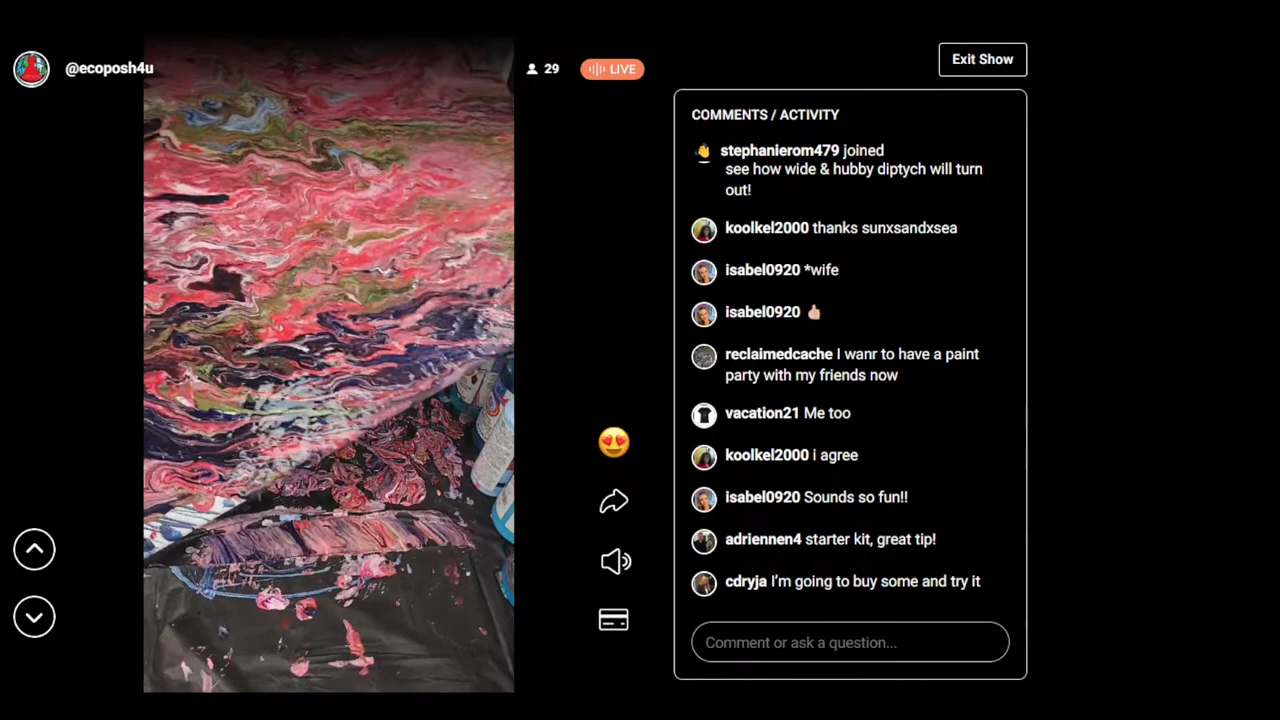 @ecoposh4u
29
LIVE
Exit Show
COMMENTS / ACTIVITY
stephanierom479 joined
see how wide & hubby diptych will turn
out!
koolkel2000 thanks sunxsandxsea
isabel0920 *wife
isabel0920 👍🏼
reclaimedcache I wanr to have a paint
party with my friends now
vacation21 Me too
koolkel2000 i agree
isabel0920 Sounds so fun!!
adriennen4 starter kit, great tip!
cdryja I’m going to buy some and try it
Comment or ask a question...